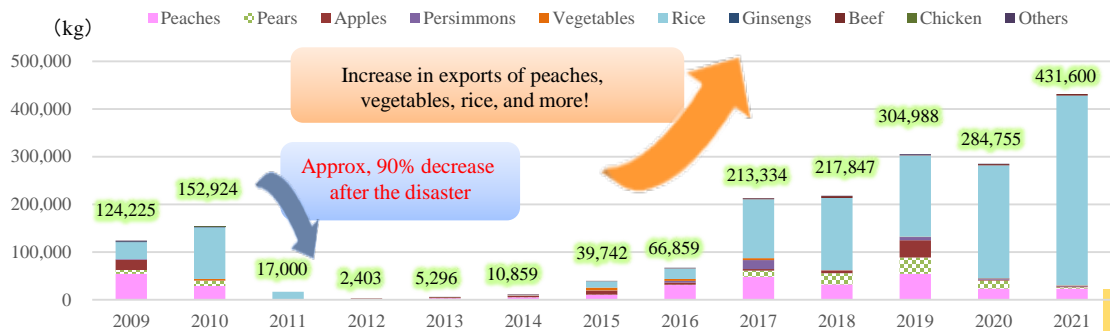 Peaches Pears Apples Persimmons Vegetables Rice Ginsengs Beef Chicken Others
(kg)
500,000
400,000
300,000
200,000
100,000
0
Increase in exports of peaches,
vegetables, rice, and more!
Approx, 90% decrease
after the disaster
124,225
152,924
17,000
2,403
5,296
10,859
39,742
66,859
213,334
217,847
304,988
284,755
431,600
2009 2010 2011 2012 2013 2014 2015 2016 2017 2018 2019 2020 2021